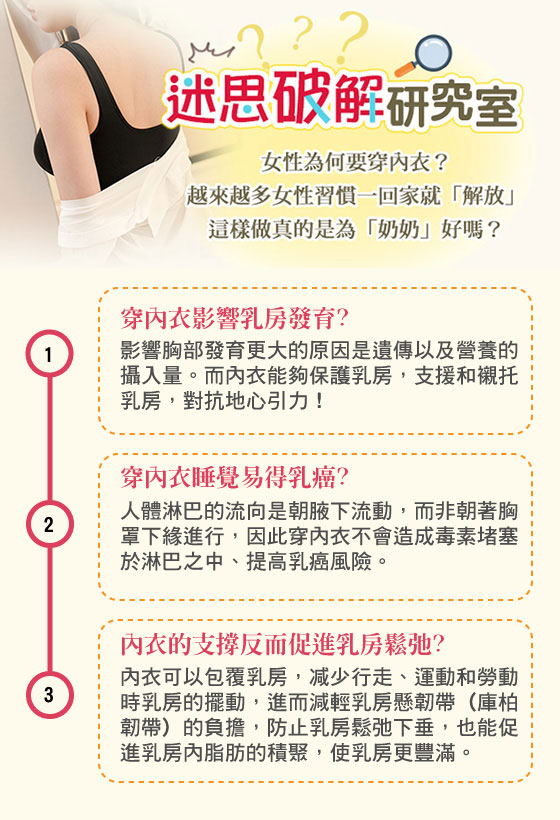 迷思破解研究室
女性為何要穿內衣？
越來越多女性習慣一回家就「解放」
這樣做真的是為「奶奶」好嗎？
1
穿內衣影響乳房發育？
影響胸部發育更大的原因是遺傳以及營養的
攝入量。而內衣能夠保護乳房，支援和襯托
乳房，對抗地心引力！
2
穿內衣睡覺易得乳癌？
人體淋巴的流向是朝腋下流動，而非朝著胸
罩下緣進行，因此穿內衣不會造成毒素堵塞
於淋巴之中、提高乳癌風險。
3
內衣的支撐反而促進乳房鬆弛？
內衣可以包覆乳房，減少行走、運動和勞動
時乳房的擺動，進而減輕乳房懸韌帶（庫柏
韌帶）的負擔，防止乳房鬆弛下垂，也能促
進乳房內脂肪的積聚，使乳房更豐滿。